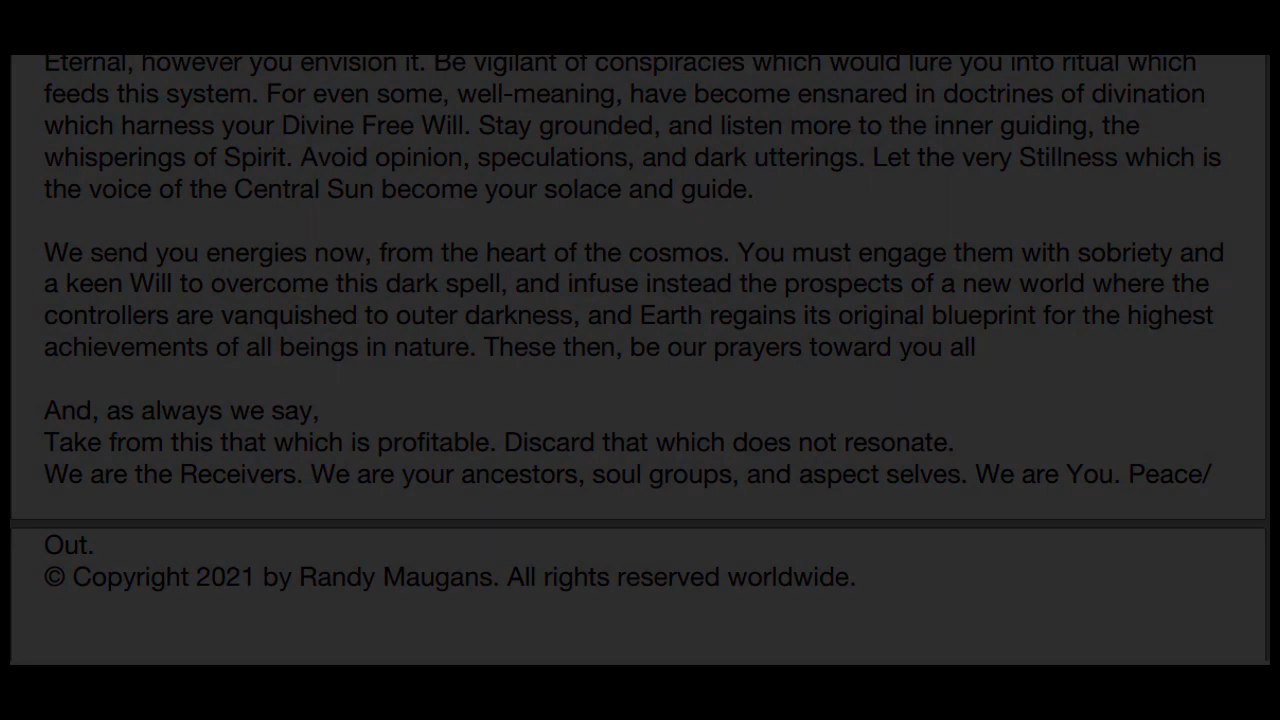 Eternal, however you envision it. Be vigilant of conspiracies which would lure you into ritual which
feeds this system. For even some, well-meaning, have become ensnared in doctrines of divination
which harness your Divine Free Will. Stay grounded, and listen more to the inner guiding, the
whisperings of Spirit. Avoid opinion, speculations, and dark utterings. Let the very Stillness which is
the voice of the Central Sun become your solace and guide.
We send you energies now, from the heart of the cosmos. You must engage them with sobriety and
a keen Will to overcome this dark spell, and infuse instead the prospects of a new world where the
controllers are vanquished to outer darkness, and Earth regains its original blueprint for the highest
achievements of all beings in nature. These then, be our prayers toward you all
And, as always we say,
Take from this that which is profitable. Discard that which does not resonate.
We are the Receivers. We are your ancestors, soul groups, and aspect selves. We are You. Peace/
Out.
© Copyright 2021 by Randy Maugans. All rights reserved worldwide.